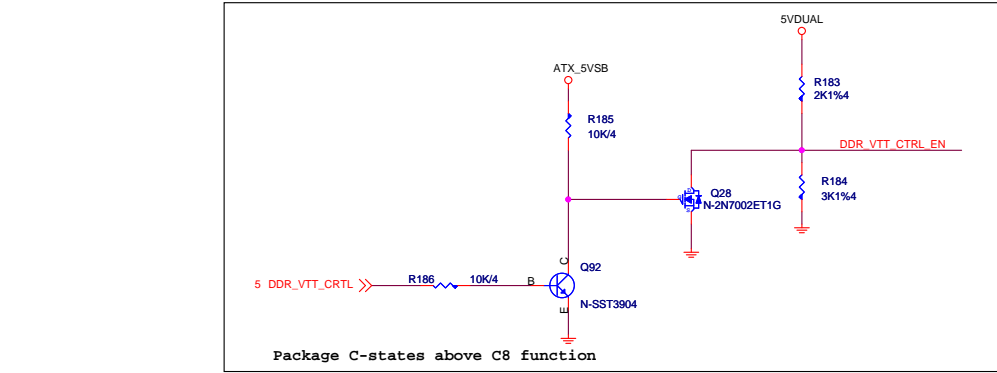 5VDUAL
ATX_5VSB
R183
2K1%4
R185
10K/4
DDR_VTT_CTRL_EN
R184
3K1%4
Q28
N-2N7002ET1G
C
Q92
5 DDR_VTT_CRTL
R186 10K/4
B
N-SST3904
E
Package C-states above C8 function